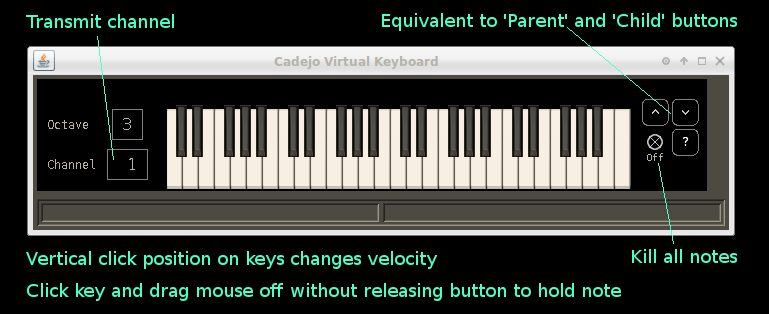 Transmit channel
Equivalent to 'Parent' and 'Child' buttons
Cadejo Virtual Keyboard
Octave 3
Channel 1
?
Off
Vertical click position on keys changes velocity
Kill all notes
Click key and drag mouse off without releasing button to hold note